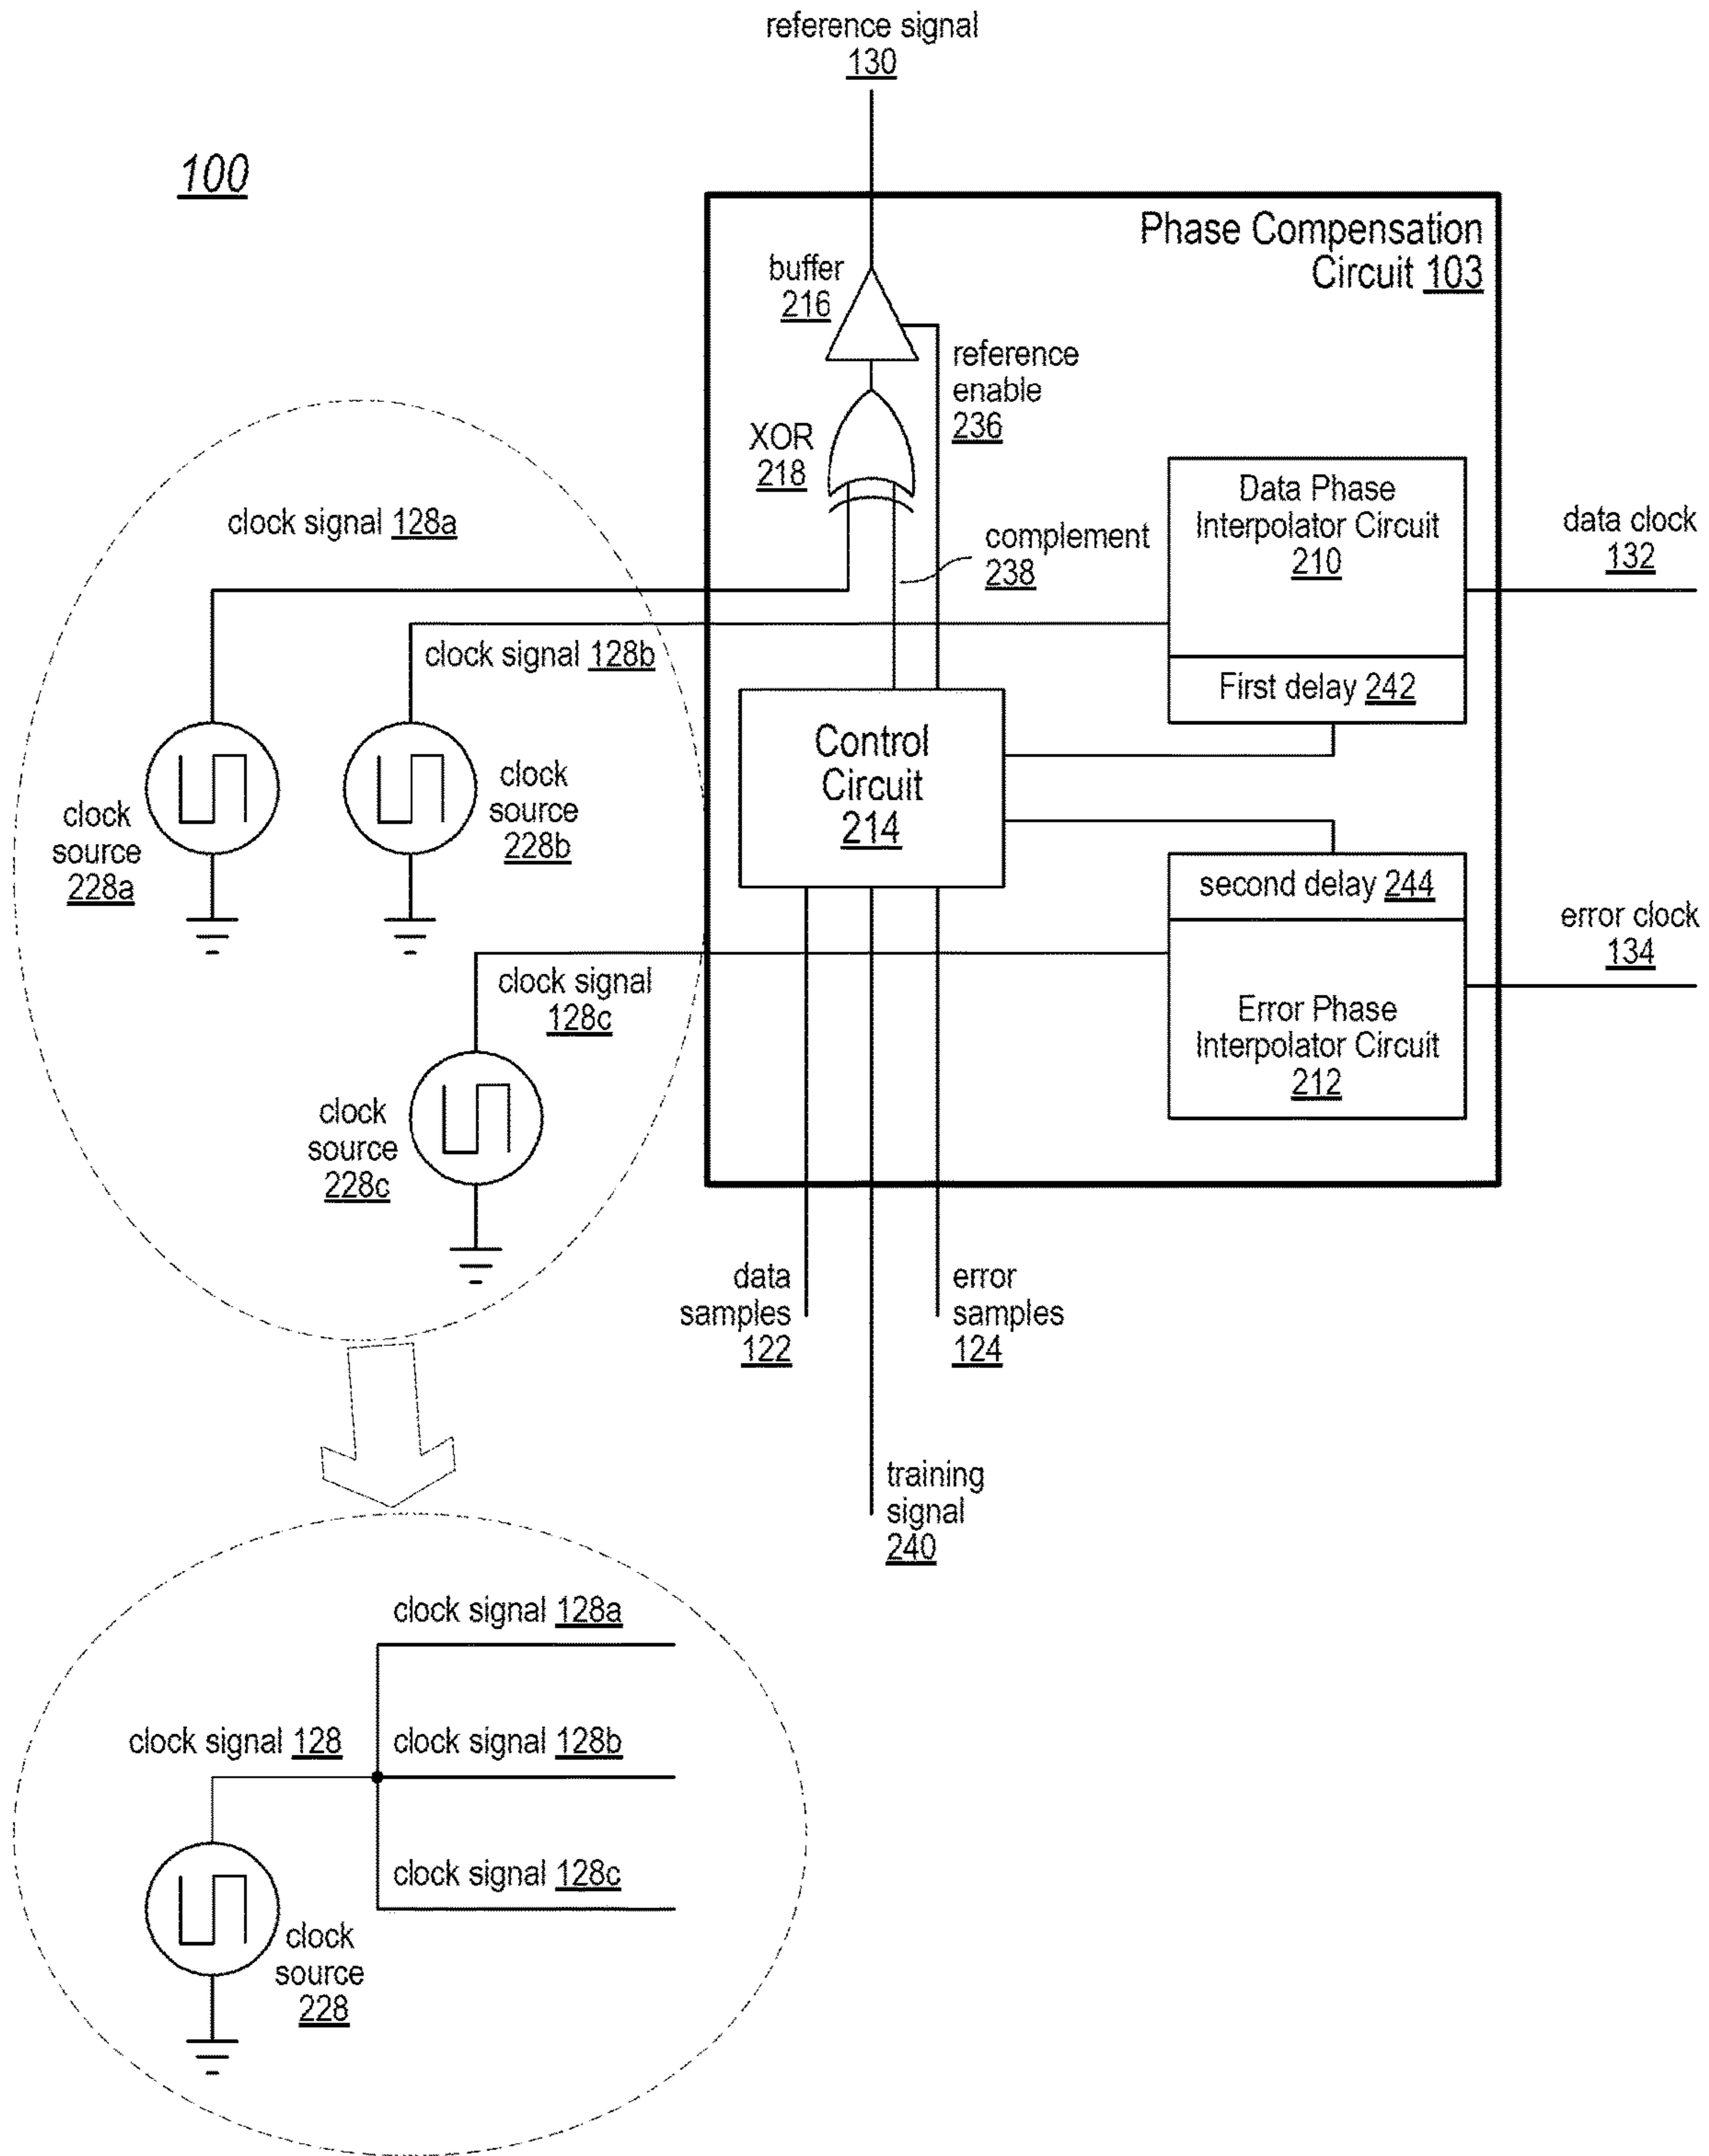 reference signal
130
100
Phase Compensation
Circuit 103
buffer
216
reference
enable
236
XOR
218
clock signal 128a
complement
238
Data Phase
Interpolator Circuit
210
data clock
132
clock signal 128b
First delay 242
Control
Circuit
214
clock
source
228a
clock
source
228b
second delay 244
error clock
134
clock signal
128c
Error Phase
Interpolator Circuit
212
clock
source
228c
data
samples
122
error
samples
124
training
signal
240
clock signal 128a
clock signal 128
clock signal 128b
clock signal 128c
clock
source
228